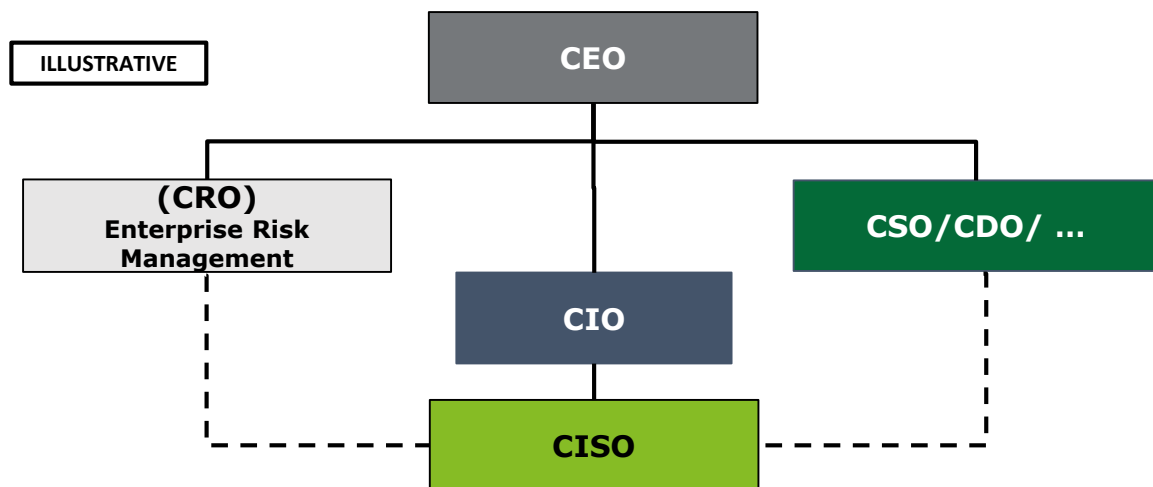 ILLUSTRATIVE
CEO
(CRO)
Enterprise Risk
Management
CSO/CDO/ ...
CIO
CISO